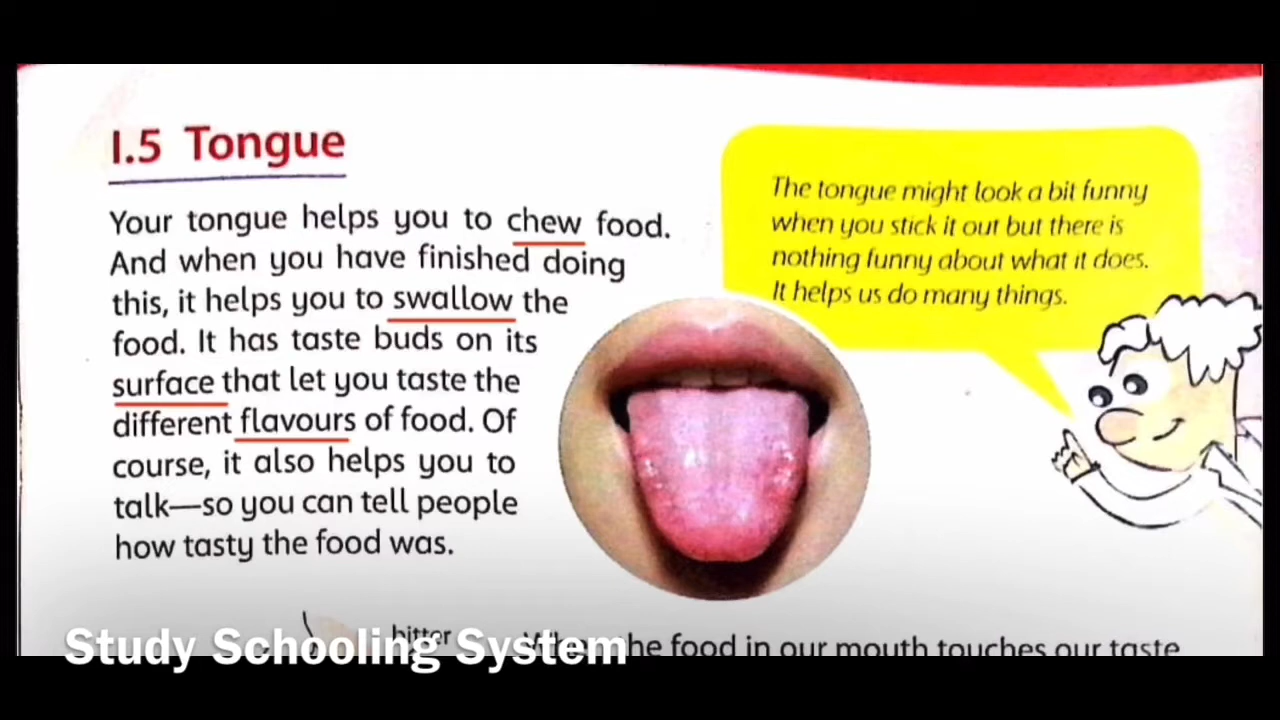 1.5 Tongue
Your tongue helps you to chew food.
And when you have finished doing
this, it helps you to swallow the
food. It has taste buds on its
surface that let you taste the
different flavours of food. Of
course, it also helps you to
talk—so you can tell people
how tasty the food was.
The tongue might look a bit funny
when you stick it out but there is
nothing funny about what it does.
It helps us do many things.
bitter
the food in our mouth touches our taste
Study Schooling System